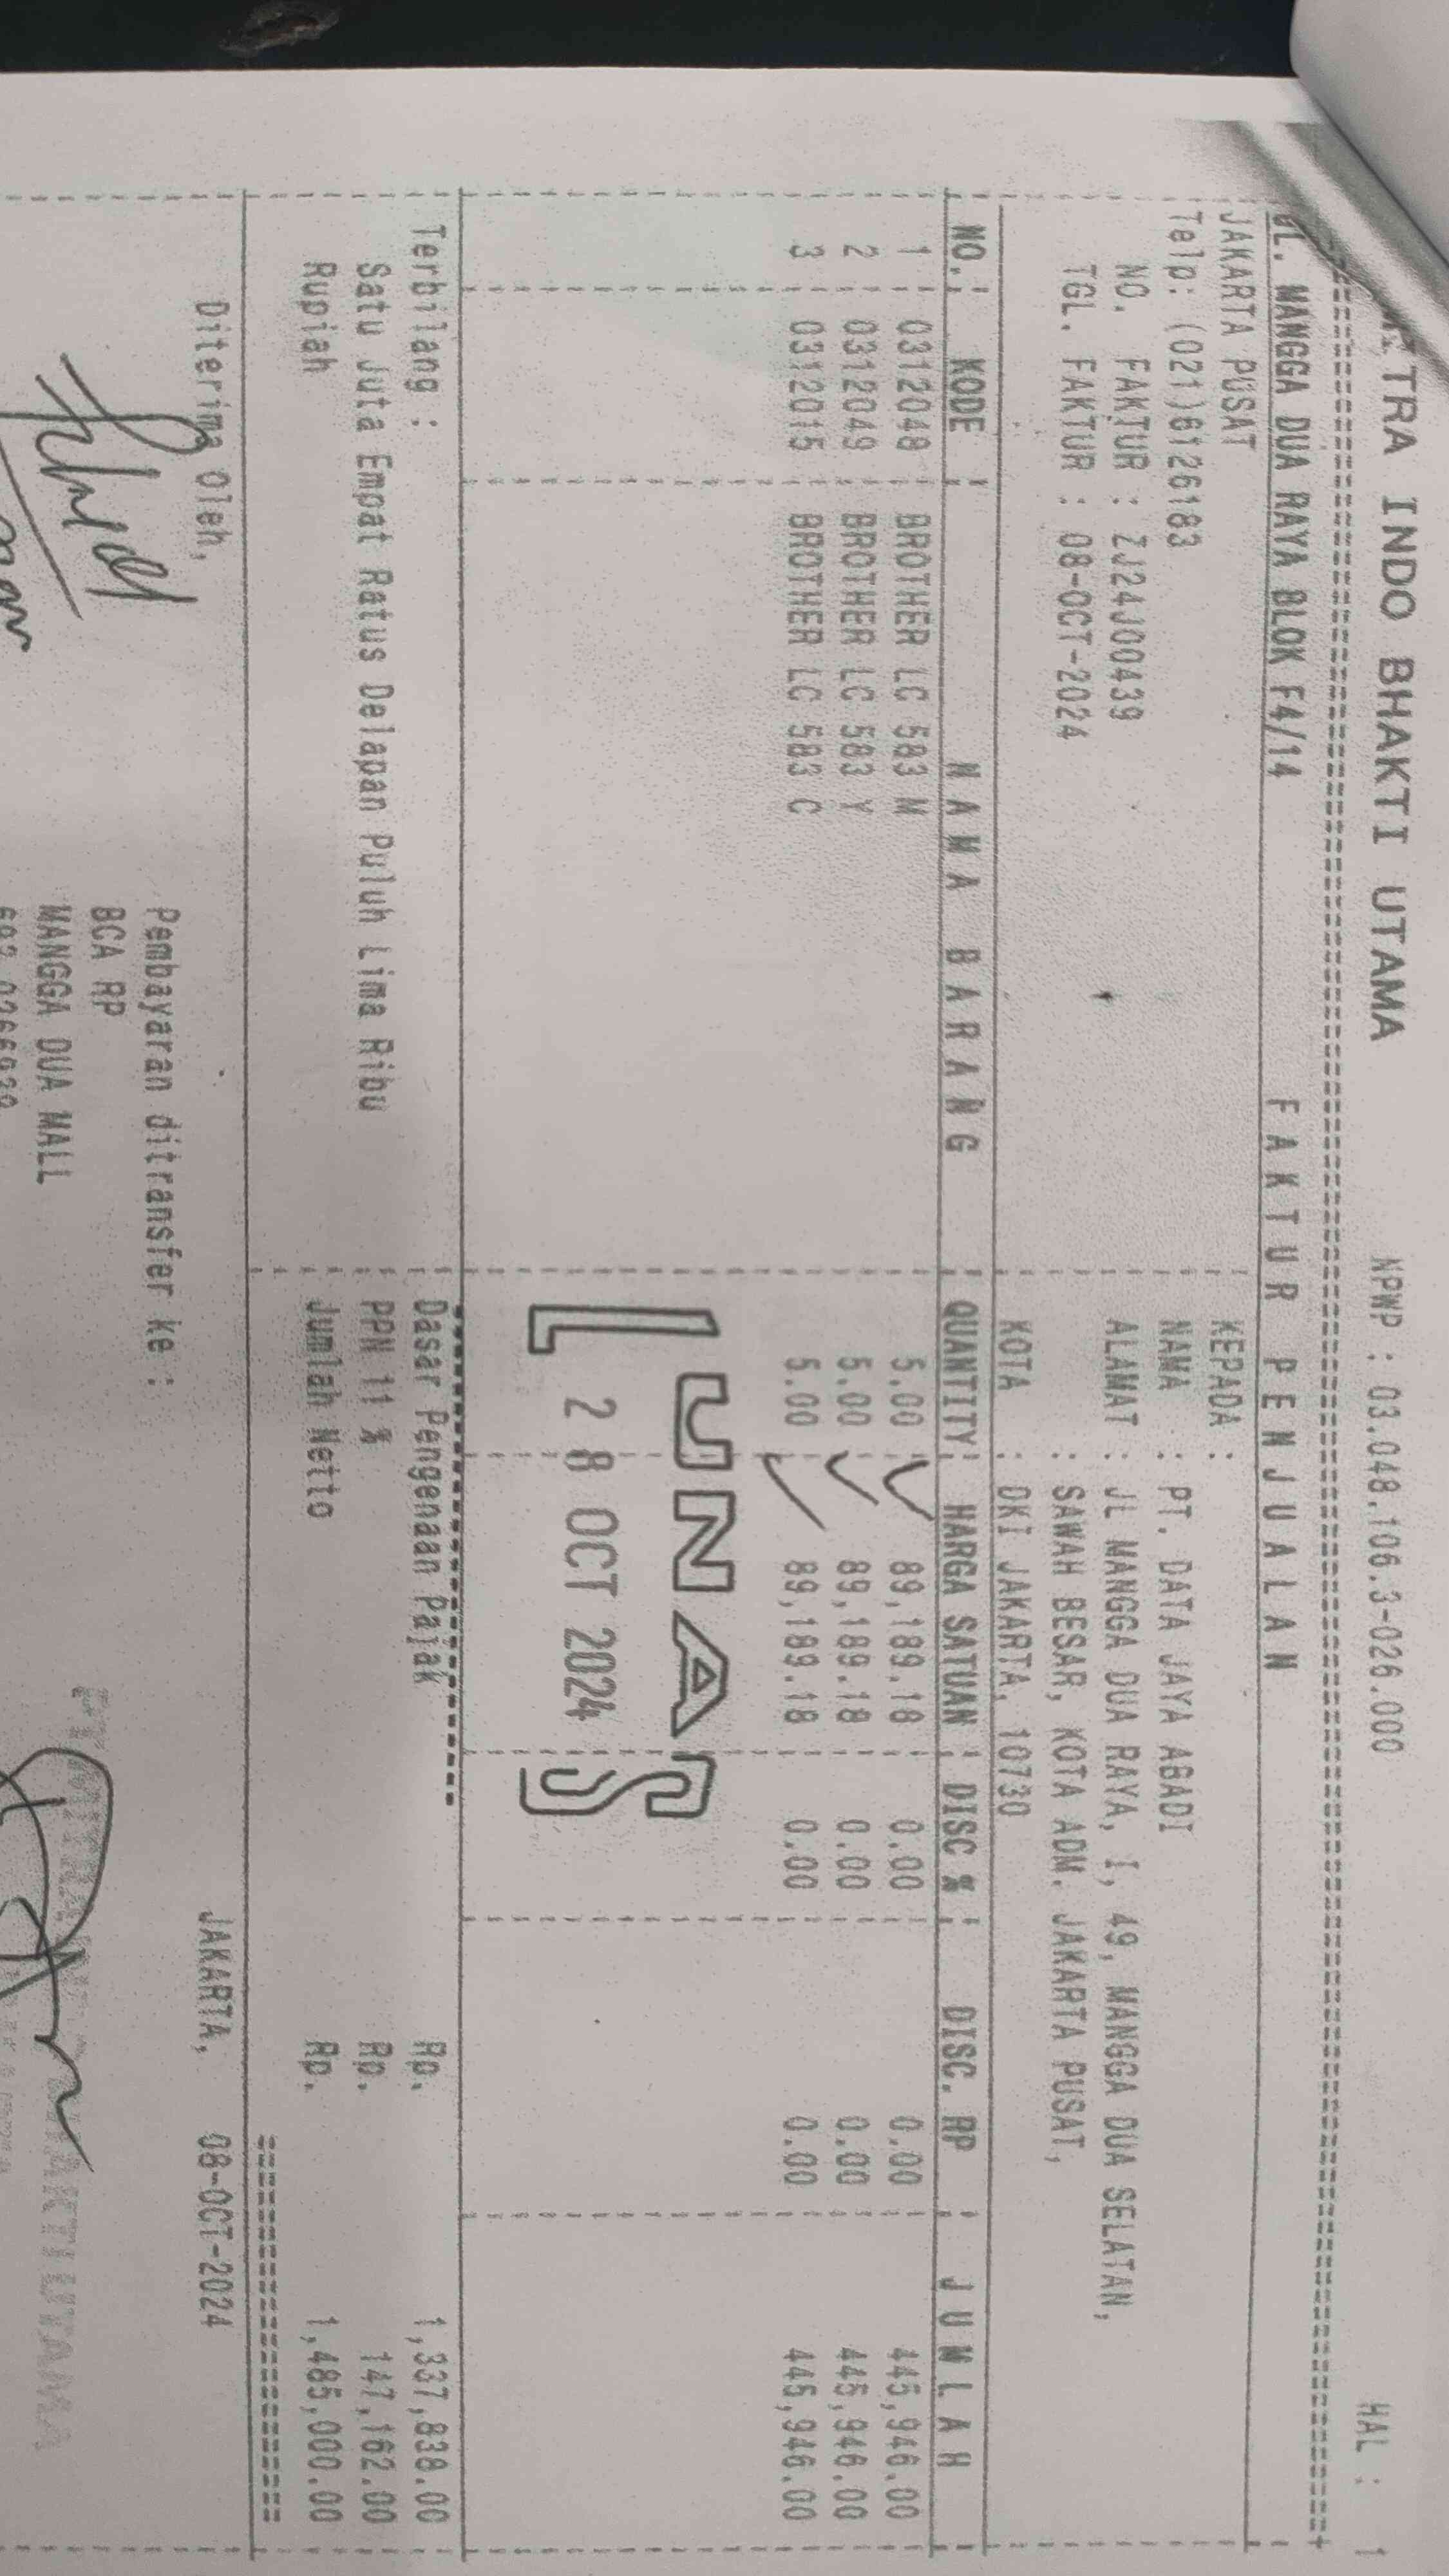 TRA INDO BHAKTI UTAMA NPWP : 03.048.106.3-026.000 HAL : 1
JL. MANGGA DUA RAYA BLOK F4/14 FAKTUR PENJUALAN
JAKARTA PUSAT KEPADA :
Telp: (021)6126183 NAMA : PT. DATA JAYA ABADI
NO. FAKTUR : ZJ24J00439 ALAMAT : JL MANGGA DUA RAYA, I, 49, MANGGA DUA SELATAN,
TGL. FAKTUR : 08-OCT-2024 : SAWAH BESAR, KOTA ADM. JAKARTA PUSAT,
KOTA : DKI JAKARTA, 10730
NO. KODE NAMA BARANG QUANTITY HARGA SATUAN DISC % DISC. RP JUMLAH
1 0312048 BROTHER LC 583 M 5.00 89,189.18 0.00 0.00 445,946.00
2 0312049 BROTHER LC 583 Y 5.00 89,189.18 0.00 0.00 445,946.00
3 0312015 BROTHER LC 583 C 5.00 89,189.18 0.00 0.00 445,946.00
LUNAS
28 OCT 2024
Terbilang : Dasar Pengenaan Pajak Rp. 1,337,838.00
Satu Juta Empat Ratus Delapan Puluh Lima Ribu PPN 11 % Rp. 147,162.00
Rupiah Jumlah Netto Rp. 1,485,000.00
Diterima Oleh, JAKARTA, 08-OCT-2024
Pembayaran ditransfer ke :
BCA RP
MANGGA DUA MALL